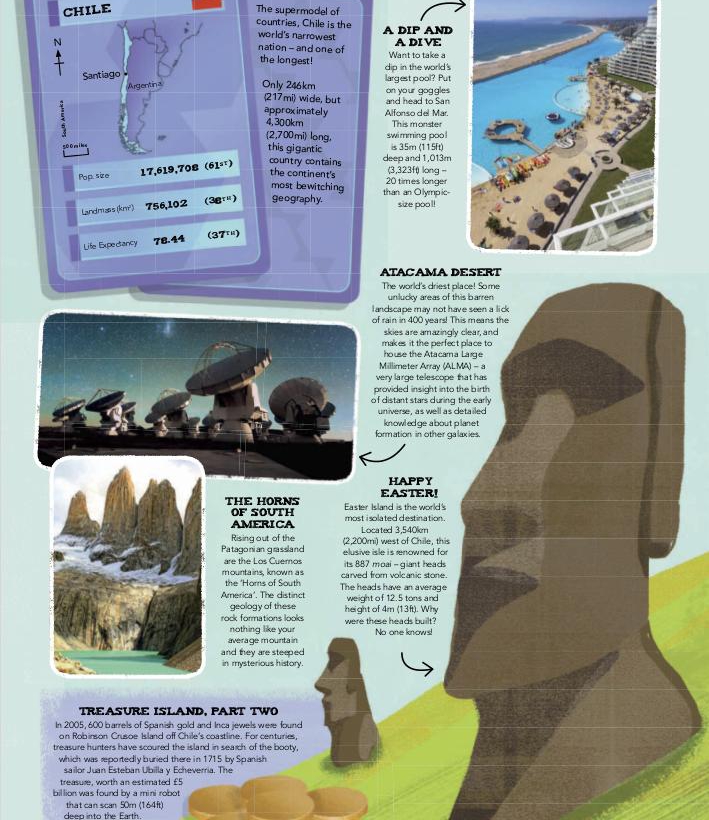 CHILE
N
Santiago
Argentina
South America
500 miles
Pop. size 17,619,708 (61ST)
Landmass (km²) 756,102 (38TH)
Life Expectancy 78.44 (37TH)
The supermodel of
countries, Chile is the
world's narrowest
nation – and one of
the longest!
Only 246km
(217mi) wide, but
approximately
4,300km
(2,700mi) long,
this gigantic
country contains
the continent's
most bewitching
geography.
A DIP AND
A DIVE
Want to take a
dip in the world's
largest pool? Put
on your goggles
and head to San
Alfonso del Mar.
This monster
swimming pool
is 35m (115ft)
deep and 1,013m
(3,323ft) long –
20 times longer
than an Olympic-
size pool!
ATACAMA DESERT
The world's driest place! Some
unlucky areas of this barren
landscape may not have seen a lick
of rain in 400 years! This means the
skies are amazingly clear, and
makes it the perfect place to
house the Atacama Large
Millimeter Array (ALMA) – a
very large telescope that has
provided insight into the birth
of distant stars during the early
universe, as well as detailed
knowledge about planet
formation in other galaxies.
THE HORNS
OF SOUTH
AMERICA
Rising out of the
Patagonian grassland
are the Los Cuernos
mountains, known as
the 'Horns of South
America'. The distinct
geology of these
rock formations looks
nothing like your
average mountain
and they are steeped
in mysterious history.
HAPPY
EASTER!
Easter Island is the world's
most isolated destination.
Located 3,540km
(2,200mi) west of Chile, this
elusive isle is renowned for
its 887 moai – giant heads
carved from volcanic stone.
The heads have an average
weight of 12.5 tons and
height of 4m (13ft). Why
were these heads built?
No one knows!
TREASURE ISLAND, PART TWO
In 2005, 600 barrels of Spanish gold and Inca jewels were found
on Robinson Crusoe Island off Chile's coastline. For centuries,
treasure hunters have scoured the island in search of the booty,
which was reportedly buried there in 1715 by Spanish
sailor Juan Esteban Ubilla y Echeverria. The
treasure, worth an estimated £5
billion was found by a mini robot
that can scan 50m (164ft)
deep into the Earth.